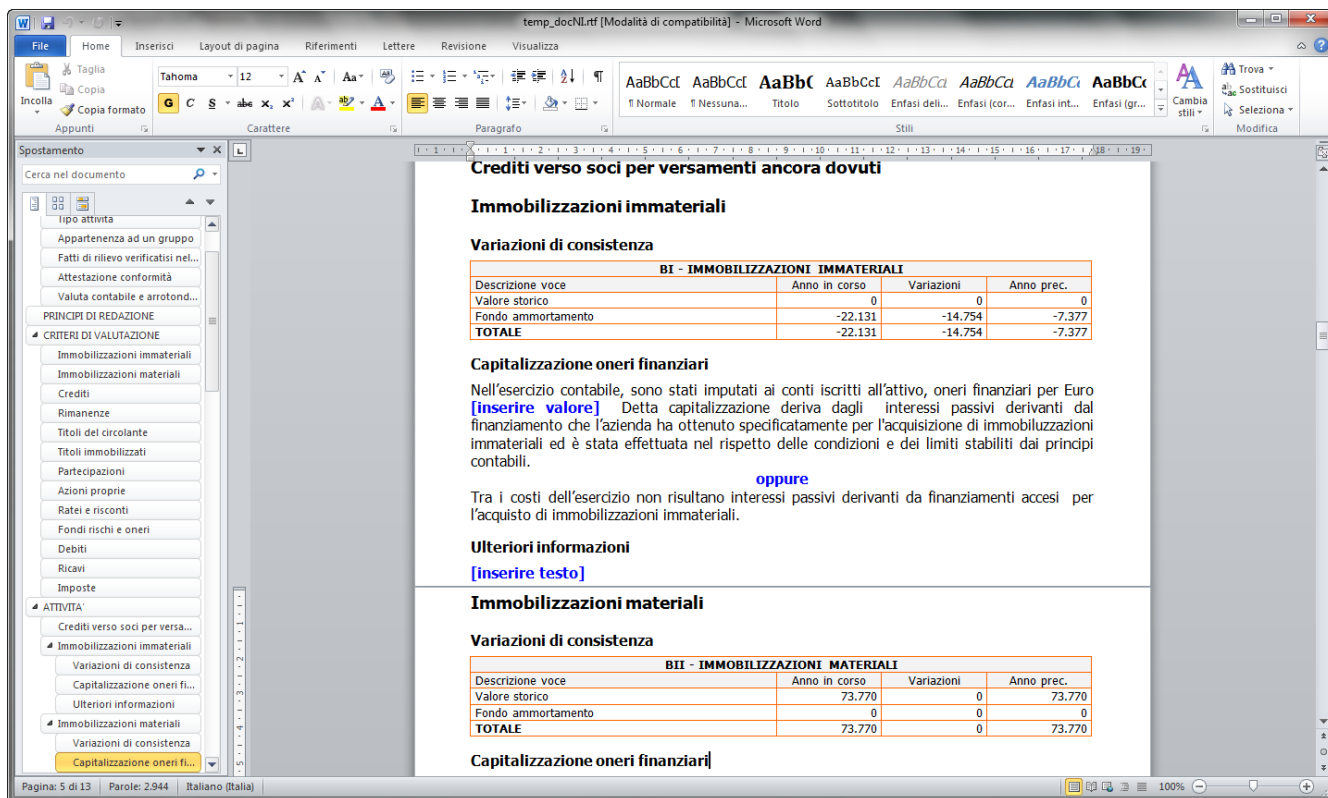 temp_docNI.rtf [Modalità di compatibilità] - Microsoft Word
File Home Inserisci Layout di pagina Riferimenti Lettere Revisione Visualizza
Incolla
Taglia
Copia
Copia formato
Appunti
Tahoma 12
G C S abc x₂ x²
Carattere
Paragrafo
AaBbCcI AaBbCcI AaBb( AaBbCcI AaBbCcI AaBbCcI AaBbCc AaBbCc
¶ Normale ¶ Nessuna... Titolo Sottotitolo Enfasi deli... Enfasi (cor... Enfasi int... Enfasi (gr...
Stili
Cambia stili
Trova
Sostituisci
Seleziona
Modifica
Spostamento
Cerca nel documento
Tipo attività
Appartenenza ad un gruppo
Fatti di rilievo verificatisi nel...
Attestazione conformità
Valuta contabile e arrotond...
PRINCIPI DI REDAZIONE
CRITERI DI VALUTAZIONE
Immobilizzazioni immateriali
Immobilizzazioni materiali
Crediti
Rimanenze
Titoli del circolante
Titoli immobilizzati
Partecipazioni
Azioni proprie
Ratei e risconti
Fondi rischi e oneri
Debiti
Ricavi
Imposte
ATTIVITA'
Crediti verso soci per versa...
Immobilizzazioni immateriali
Variazioni di consistenza
Capitalizzazione oneri fi...
Ulteriori informazioni
Immobilizzazioni materiali
Variazioni di consistenza
Capitalizzazione oneri fi...
Crediti verso soci per versamenti ancora dovuti
Immobilizzazioni immateriali
Variazioni di consistenza
BI - IMMOBILIZZAZIONI IMMATERIALI
Descrizione voce Anno in corso Variazioni Anno prec.
Valore storico 0 0 0
Fondo ammortamento -22.131 -14.754 -7.377
TOTALE -22.131 -14.754 -7.377
Capitalizzazione oneri finanziari
Nell'esercizio contabile, sono stati imputati ai conti iscritti all'attivo, oneri finanziari per Euro
[inserire valore] Detta capitalizzazione deriva dagli interessi passivi derivanti dal
finanziamento che l'azienda ha ottenuto specificatamente per l'acquisizione di immobiluzzazioni
immateriali ed è stata effettuata nel rispetto delle condizioni e dei limiti stabiliti dai principi
contabili.
oppure
Tra i costi dell'esercizio non risultano interessi passivi derivanti da finanziamenti accesi per
l'acquisto di immobilizzazioni immateriali.
Ulteriori informazioni
[inserire testo]
Immobilizzazioni materiali
Variazioni di consistenza
BII - IMMOBILIZZAZIONI MATERIALI
Descrizione voce Anno in corso Variazioni Anno prec.
Valore storico 73.770 0 73.770
Fondo ammortamento 0 0 0
TOTALE 73.770 0 73.770
Capitalizzazione oneri finanziari
Pagina: 5 di 13 Parole: 2.944 Italiano (Italia) 100%